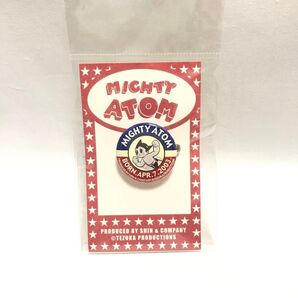 MIGHTY
ATOM
MIGHTY ATOM
BORN. APR. 7. 2003
PRODUCED BY SHIN & COMPANY
©TEZUKA PRODUCTIONS